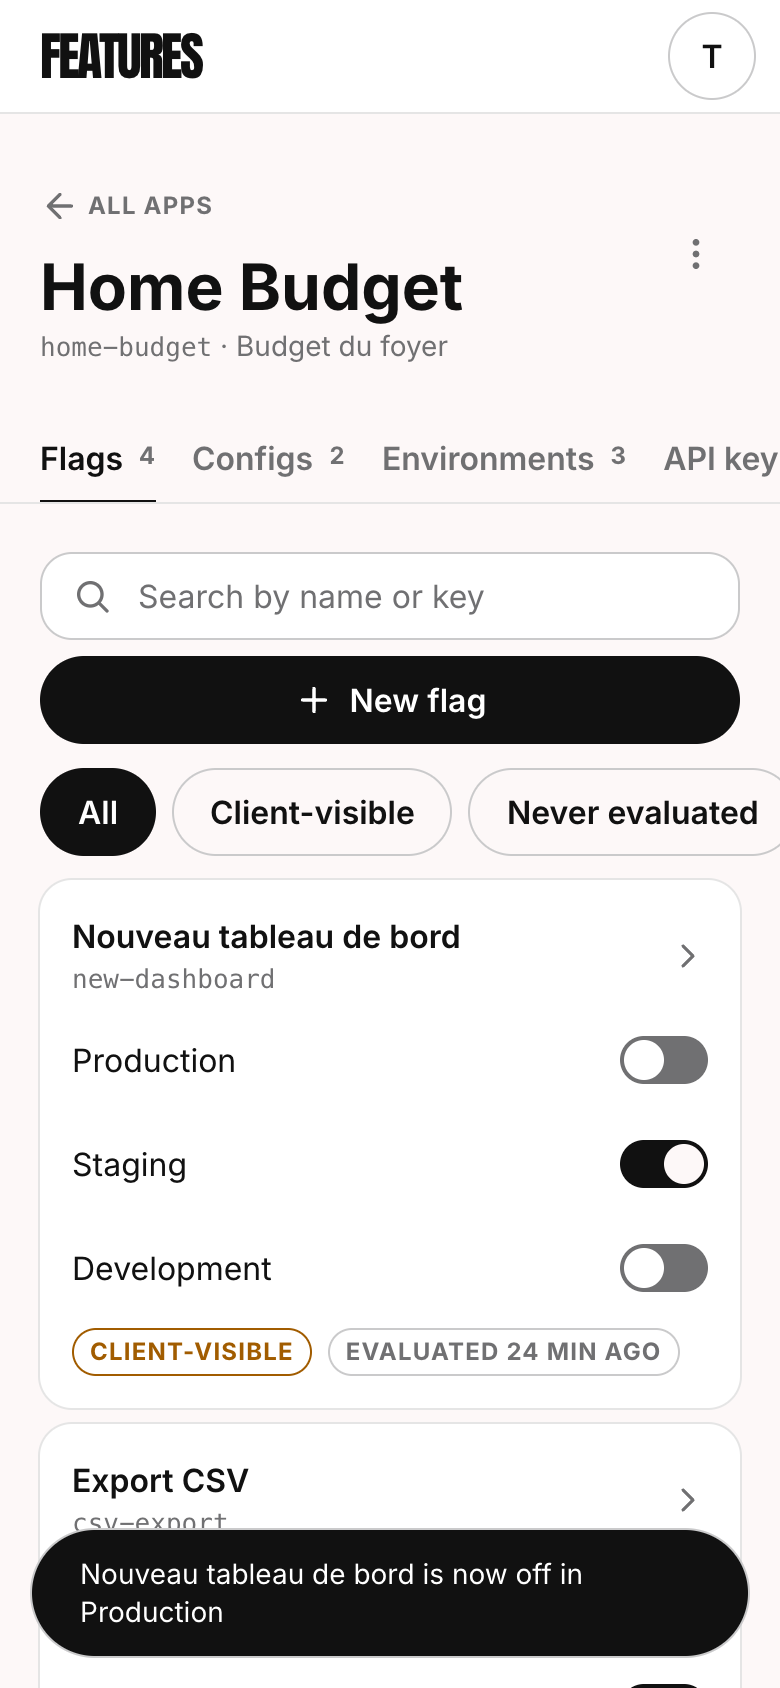 FEATURES
T
ALL APPS
Home Budget
home-budget · Budget du foyer
Flags 4 Configs 2 Environments 3 API key
Search by name or key
New flag
All Client-visible Never evaluated
Nouveau tableau de bord
new-dashboard
Production
Staging
Development
CLIENT-VISIBLE EVALUATED 24 MIN AGO
Export CSV
csv-export
Nouveau tableau de bord is now off in
Production